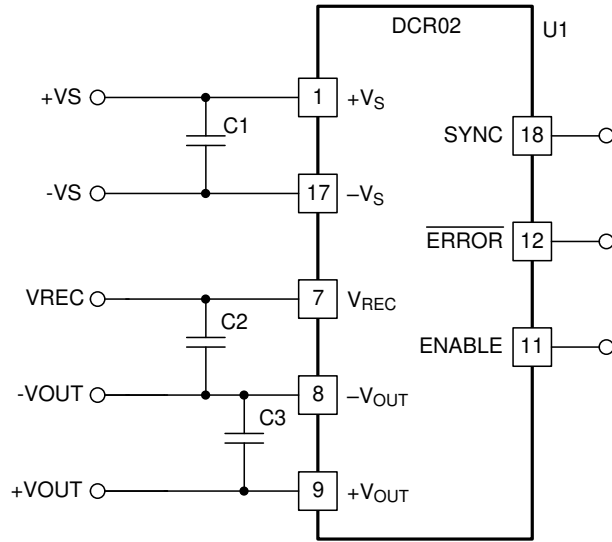 DCR02
U1
+VS
1
+VS
C1
SYNC
18
-VS
17
–VS
ERROR
12
VREC
7
VREC
C2
ENABLE
11
-VOUT
8
–VOUT
C3
+VOUT
9
+VOUT